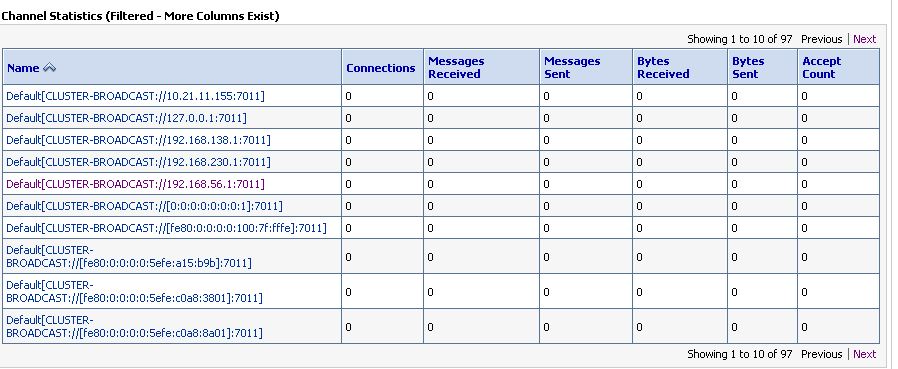 Channel Statistics (Filtered - More Columns Exist)
Showing 1 to 10 of 97 Previous | Next
Name Connections Messages Received Messages Sent Bytes Received Bytes Sent Accept Count
Default[CLUSTER-BROADCAST://10.21.11.155:7011] 0 0 0 0 0 0
Default[CLUSTER-BROADCAST://127.0.0.1:7011] 0 0 0 0 0 0
Default[CLUSTER-BROADCAST://192.168.138.1:7011] 0 0 0 0 0 0
Default[CLUSTER-BROADCAST://192.168.230.1:7011] 0 0 0 0 0 0
Default[CLUSTER-BROADCAST://192.168.56.1:7011] 0 0 0 0 0 0
Default[CLUSTER-BROADCAST://[0:0:0:0:0:0:0:1]:7011] 0 0 0 0 0 0
Default[CLUSTER-BROADCAST://[fe80:0:0:0:0:100:7f:fffe]:7011] 0 0 0 0 0 0
Default[CLUSTER-
BROADCAST://[fe80:0:0:0:0:5efe:a15:b9b]:7011] 0 0 0 0 0 0
Default[CLUSTER-
BROADCAST://[fe80:0:0:0:0:5efe:c0a8:3801]:7011] 0 0 0 0 0 0
Default[CLUSTER-
BROADCAST://[fe80:0:0:0:0:5efe:c0a8:8a01]:7011] 0 0 0 0 0 0
Showing 1 to 10 of 97 Previous | Next